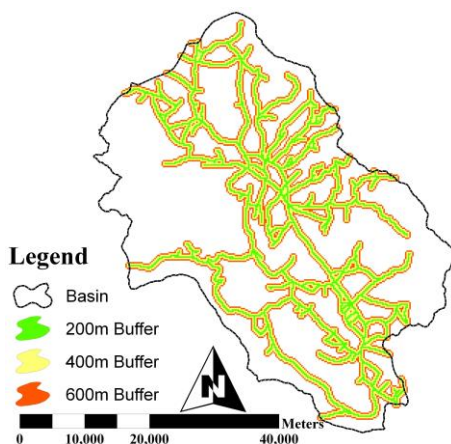 Legend
Basin
200m Buffer
400m Buffer
600m Buffer
N
Meters
0 10.000 20.000 40.000